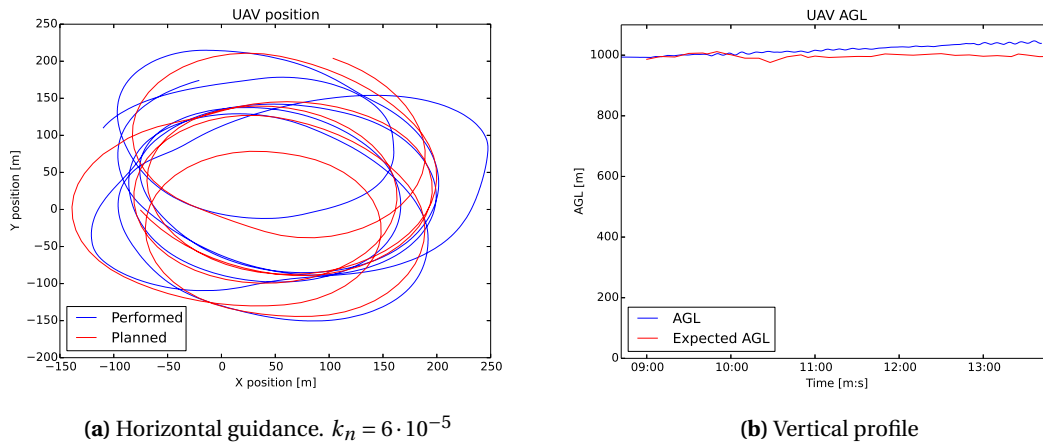 UAV position
250
200
150
100
50
0
−50
−100
−150
−200
Y position [m]
Performed
Planned
−150 −100 −50 0 50 100 150 200 250
X position [m]
(a) Horizontal guidance. kₙ = 6 · 10⁻⁵
UAV AGL
1000
800
600
400
200
0
AGL [m]
AGL
Expected AGL
09:00 10:00 11:00 12:00 13:00
Time [m:s]
(b) Vertical profile